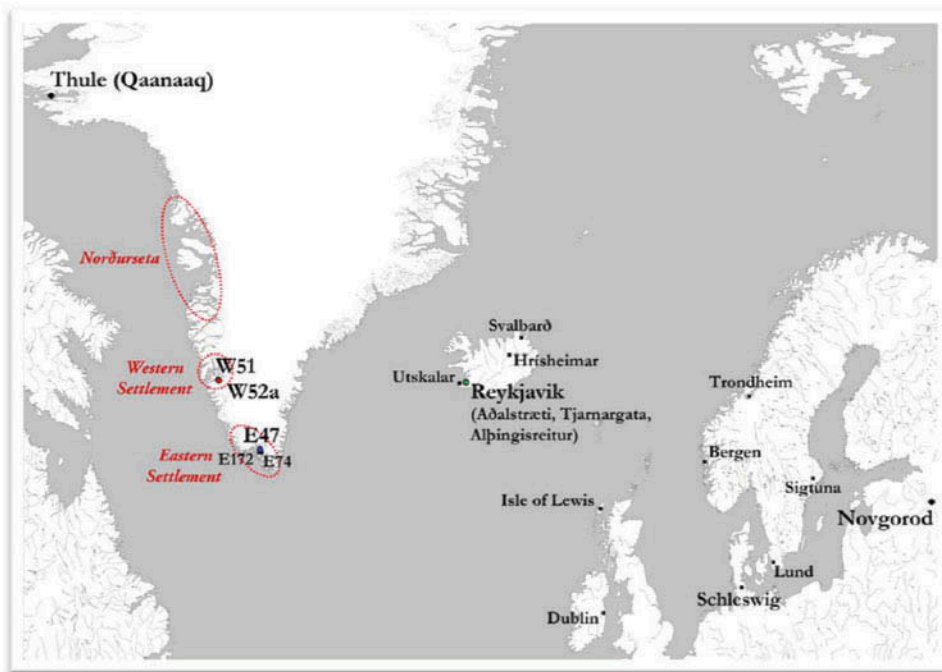 Thule (Qaanaaq)
Norðurseta
Western
Settlement
W51
W52a
Eastern
Settlement
E47
E172
E74
Svalbarð
Hrísheimar
Utskalar
Reykjavik
(Aðalstræti, Tjarnargata,
Alþingisreitur)
Trondheim
Bergen
Sigtuna
Isle of Lewis
Novgorod
Lund
Schleswig
Dublin